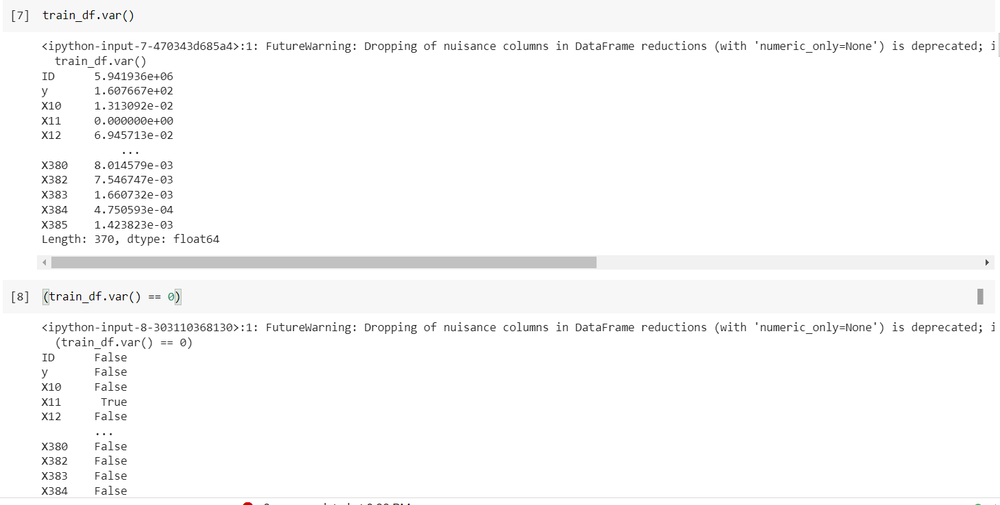 [7] train_df.var()
<ipython-input-7-470343d685a4>:1: FutureWarning: Dropping of nuisance columns in DataFrame reductions (with 'numeric_only=None') is deprecated; i
train_df.var()
ID 5.941936e+06
y 1.607667e+02
X10 1.313092e-02
X11 0.000000e+00
X12 6.945713e-02
...
X380 8.014579e-03
X382 7.546747e-03
X383 1.660732e-03
X384 4.750593e-04
X385 1.423823e-03
Length: 370, dtype: float64
[8] (train_df.var() == 0)
<ipython-input-8-303110368130>:1: FutureWarning: Dropping of nuisance columns in DataFrame reductions (with 'numeric_only=None') is deprecated; i
(train_df.var() == 0)
ID False
y False
X10 False
X11 True
X12 False
...
X380 False
X382 False
X383 False
X384 False